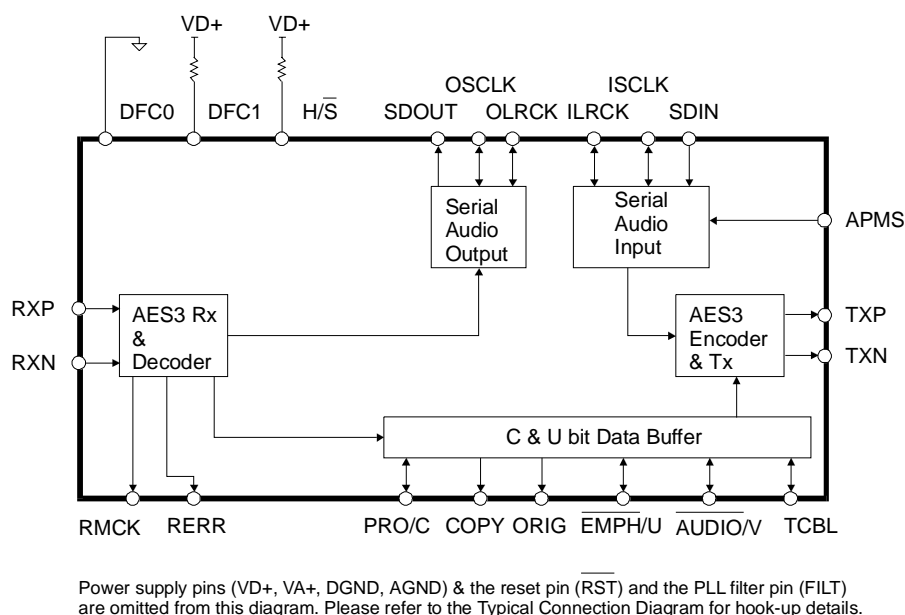 VD+ VD+
OSCLK ISCLK
DFC0 DFC1 H/S SDOUT OLRCK ILRCK SDIN
Serial
Audio
Output
Serial
Audio
Input
APMS
RXP
RXN
AES3 Rx
&
Decoder
AES3
Encoder
& Tx
TXP
TXN
C & U bit Data Buffer
RMCK RERR PRO/C COPY ORIG EMPH/U AUDIO/V TCBL
Power supply pins (VD+, VA+, DGND, AGND) & the reset pin (RST) and the PLL filter pin (FILT)
are omitted from this diagram. Please refer to the Typical Connection Diagram for hook-up details.